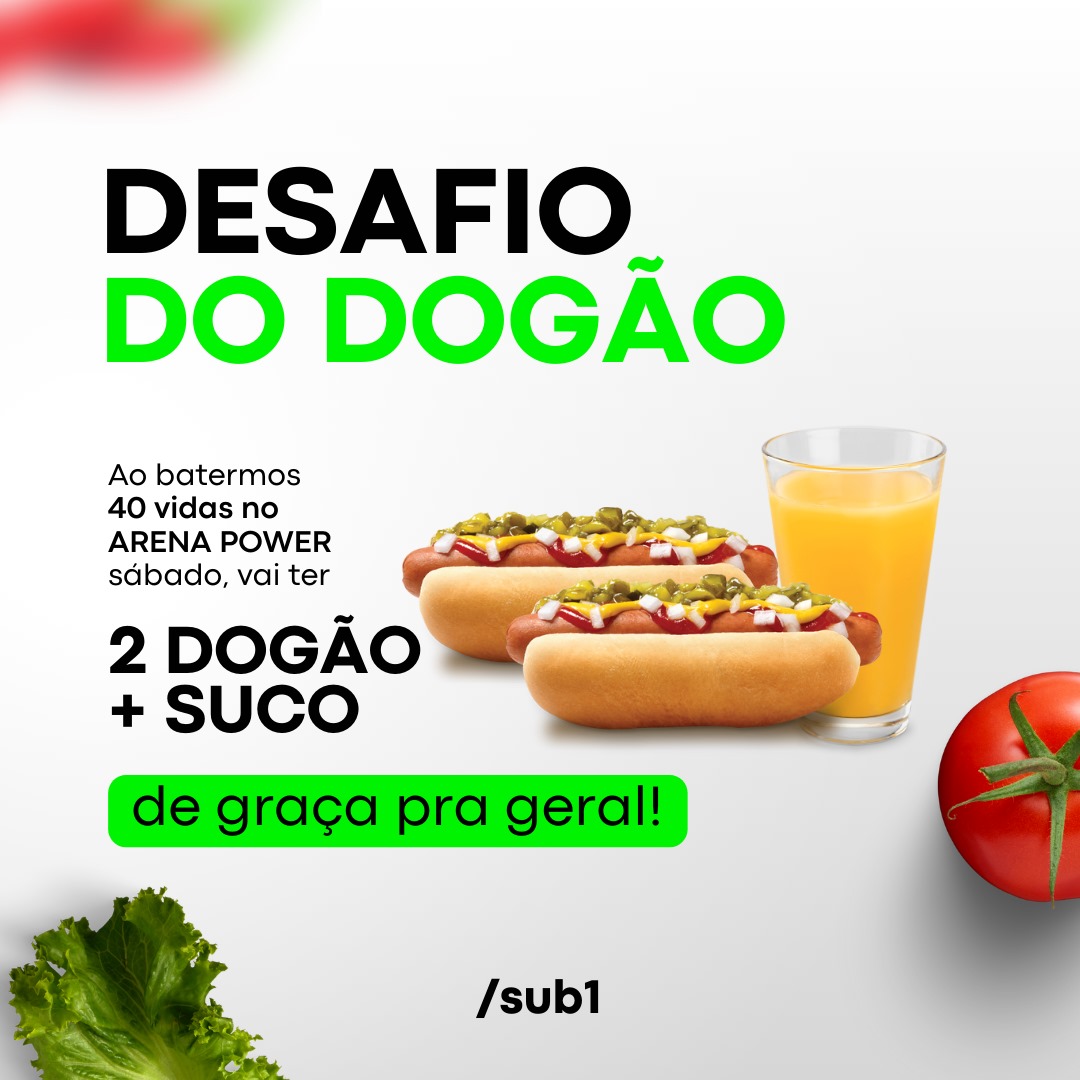 DESAFIO
DO DOGÃO
Ao batermos
40 vidas no
ARENA POWER
sábado, vai ter
2 DOGÃO
+ SUCO
de graça pra geral!
/sub1